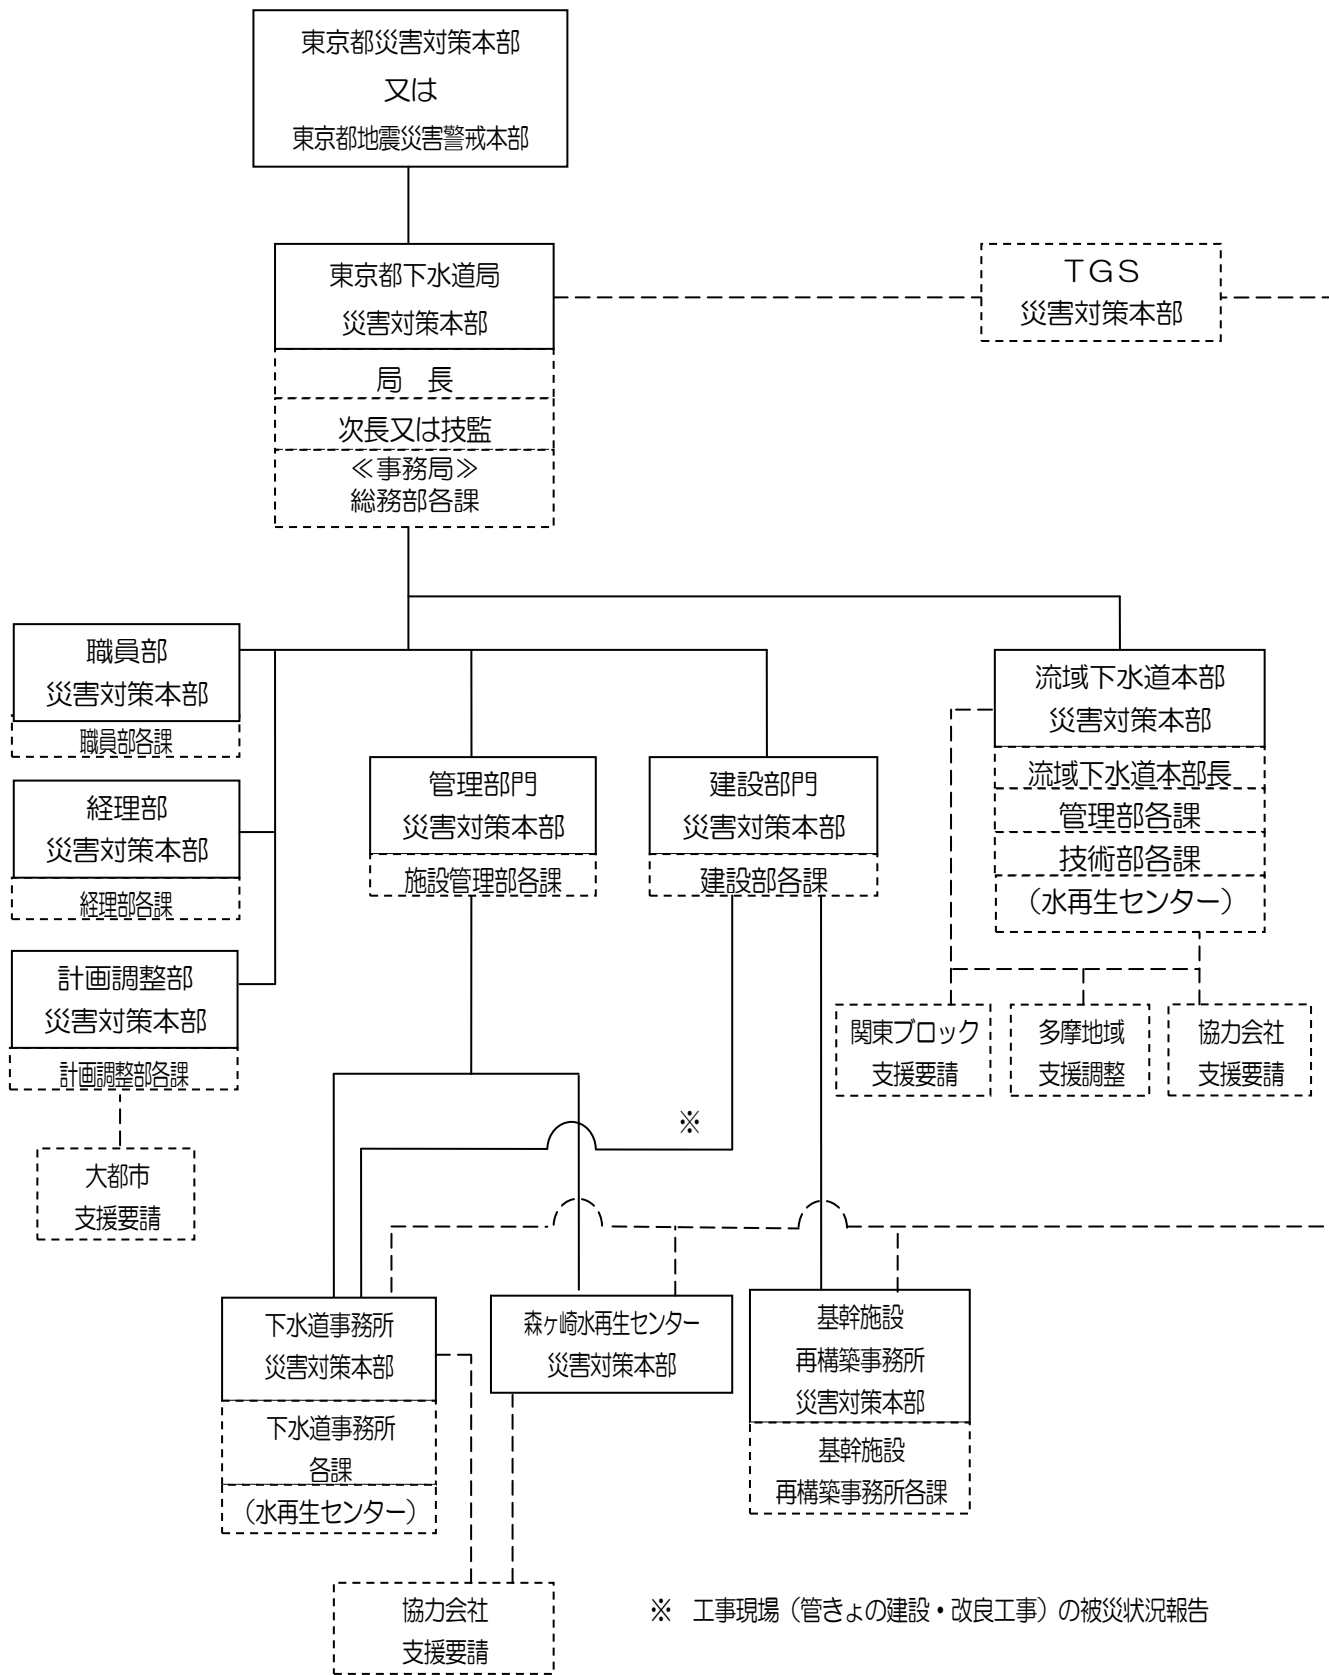 東京都災害対策本部
又は
東京都地震災害警戒本部
東京都下水道局
災害対策本部
局　長
次長又は技監
≪事務局≫
総務部各課
ＴＧＳ
災害対策本部
職員部
災害対策本部
職員部各課
経理部
災害対策本部
経理部各課
計画調整部
災害対策本部
計画調整部各課
大都市
支援要請
管理部門
災害対策本部
施設管理部各課
建設部門
災害対策本部
建設部各課
流域下水道本部
災害対策本部
流域下水道本部長
管理部各課
技術部各課
（水再生センター）
関東ブロック
支援要請
多摩地域
支援調整
協力会社
支援要請
※
下水道事務所
災害対策本部
下水道事務所
各課
（水再生センター）
森ヶ崎水再生センター
災害対策本部
基幹施設
再構築事務所
災害対策本部
基幹施設
再構築事務所各課
協力会社
支援要請
※　工事現場（管きょの建設・改良工事）の被災状況報告